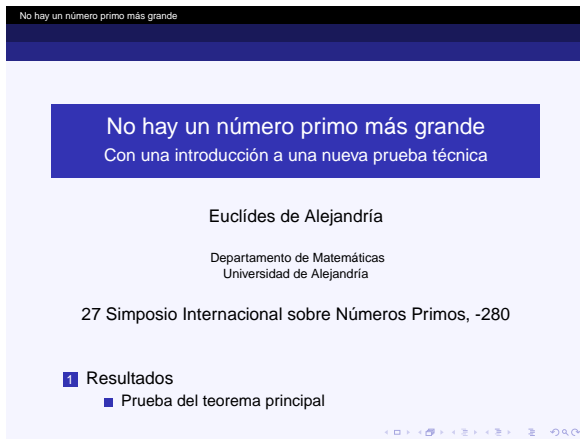 No hay un número primo más grande
No hay un número primo más grande
Con una introducción a una nueva prueba técnica
Euclídes de Alejandría
Departamento de Matemáticas
Universidad de Alejandría
27 Simposio Internacional sobre Números Primos, -280
1 Resultados
Prueba del teorema principal